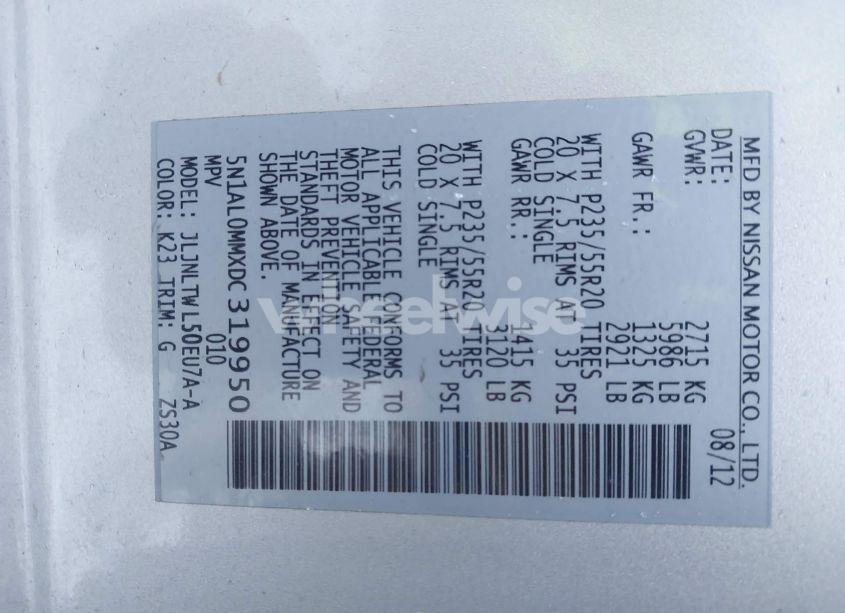 MFD BY NISSAN MOTOR CO., LTD.
DATE: 08/12
GVWR: 2715 KG
5986 LB
GAWR FR.: 1325 KG
2921 LB
WITH P235/55R20 TIRES
20 X 7.5 RIMS AT 35 PSI
COLD SINGLE
GAWR RR.: 1415 KG
3120 LB
WITH P235/55R20 TIRES
20 X 7.5 RIMS AT 35 PSI
COLD SINGLE
THIS VEHICLE CONFORMS TO
ALL APPLICABLE FEDERAL
MOTOR VEHICLE SAFETY AND
THEFT PREVENTION
STANDARDS IN EFFECT ON
THE DATE OF MANUFACTURE
SHOWN ABOVE.
5N1AL0MMXDC319950
MPV 010
MODEL: JLJNLTWL50EU7A-A
COLOR: K23 TRIM: G ZS30A
wheelwise